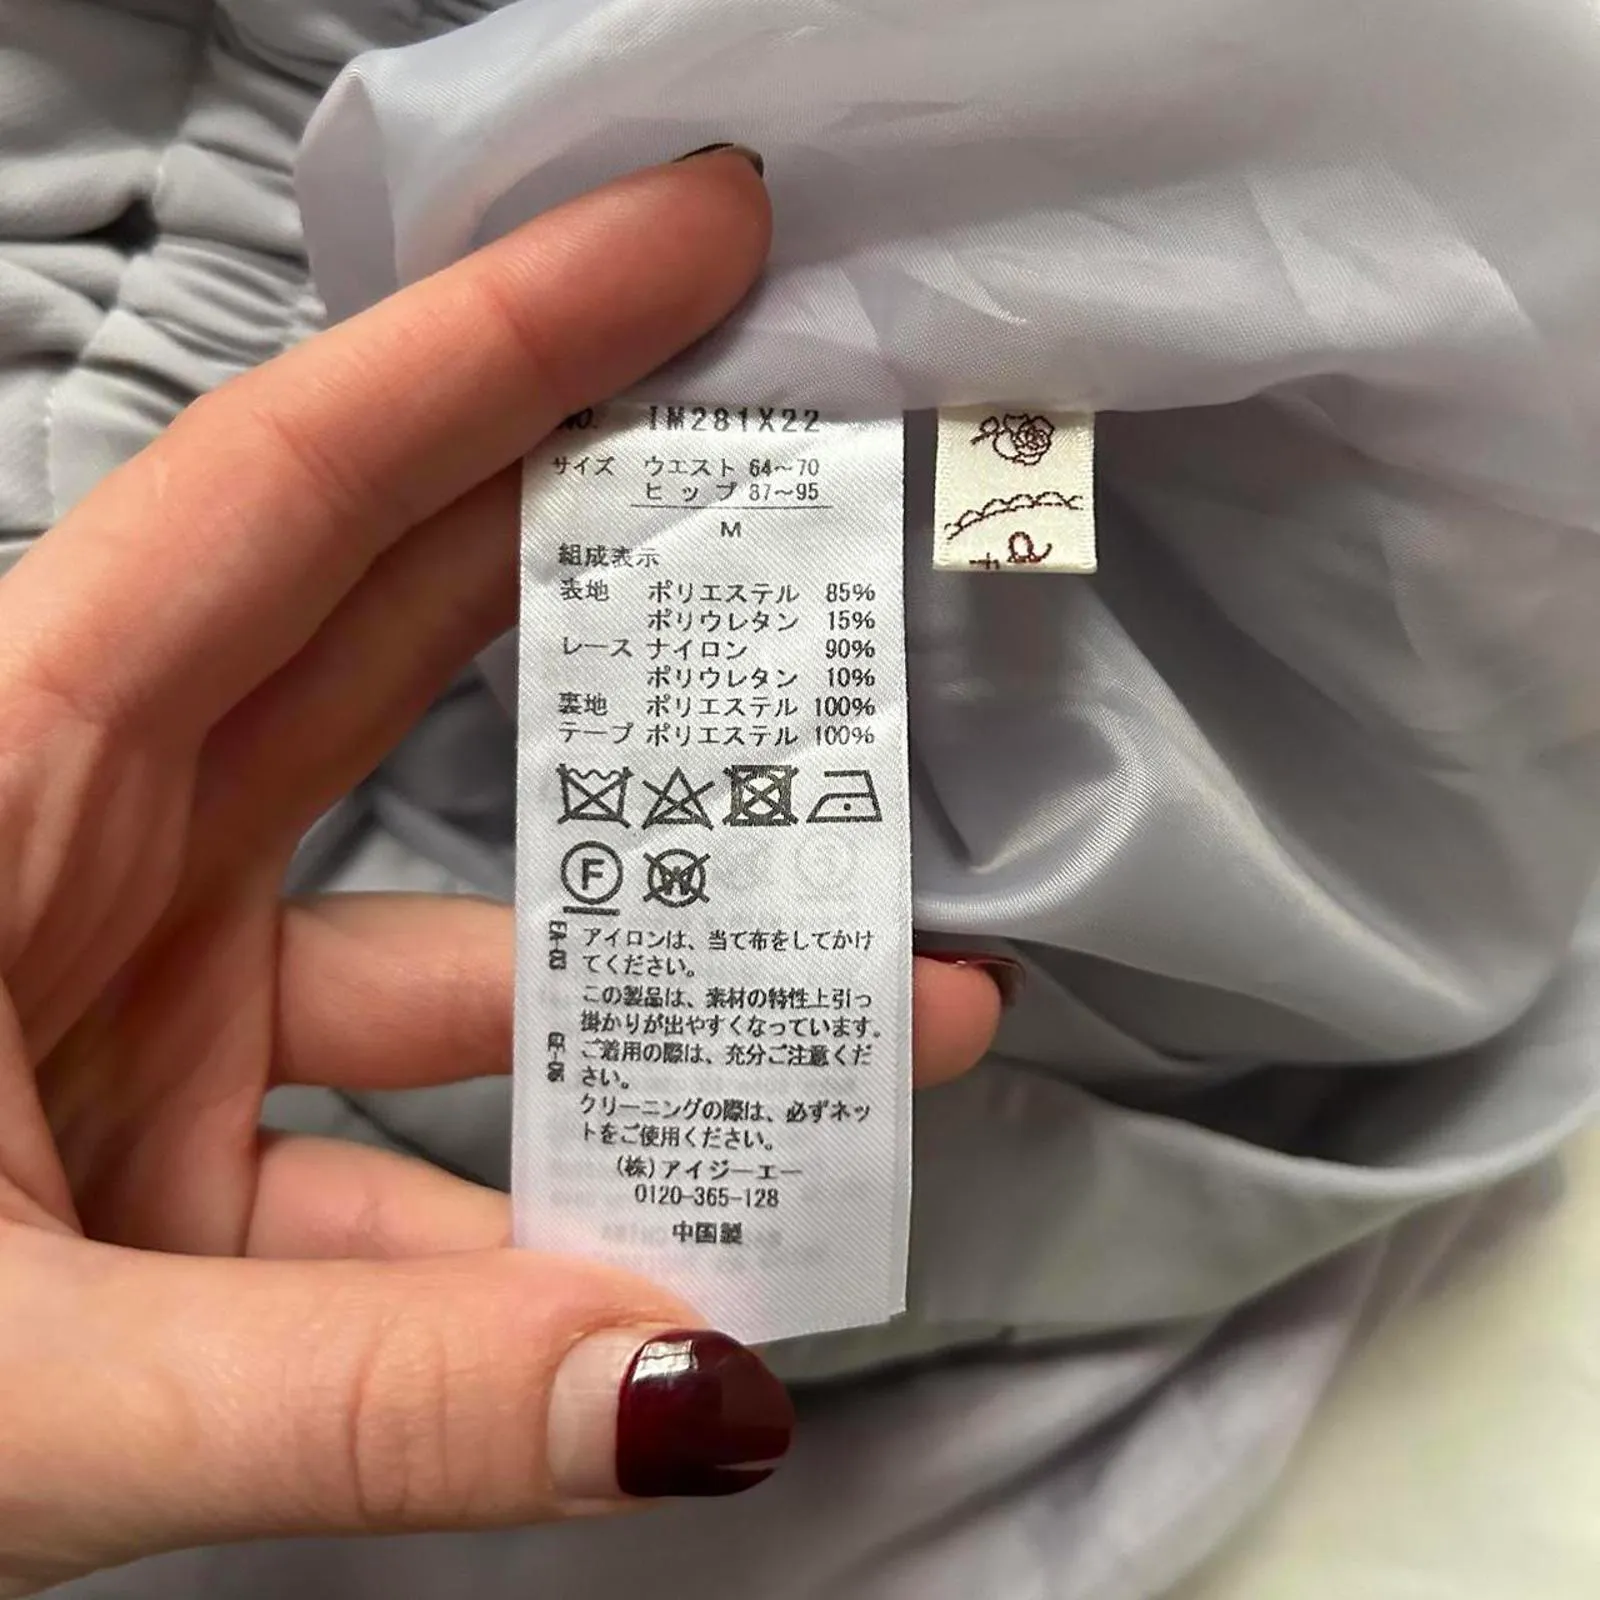 No. IM281X22
サイズ ウエスト 64~70
ヒップ 87~95
M
組成表示
表地 ポリエステル 85%
ポリウレタン 15%
レース ナイロン 90%
ポリウレタン 10%
裏地 ポリエステル 100%
テープ ポリエステル 100%
F W
アイロンは、当て布をしてかけ
てください。
この製品は、素材の特性上引っ
掛かりが出やすくなっています。
ご着用の際は、充分ご注意くだ
さい。
クリーニングの際は、必ずネッ
トをご使用ください。
(株)アイジーエー
0120-365-128
中国製